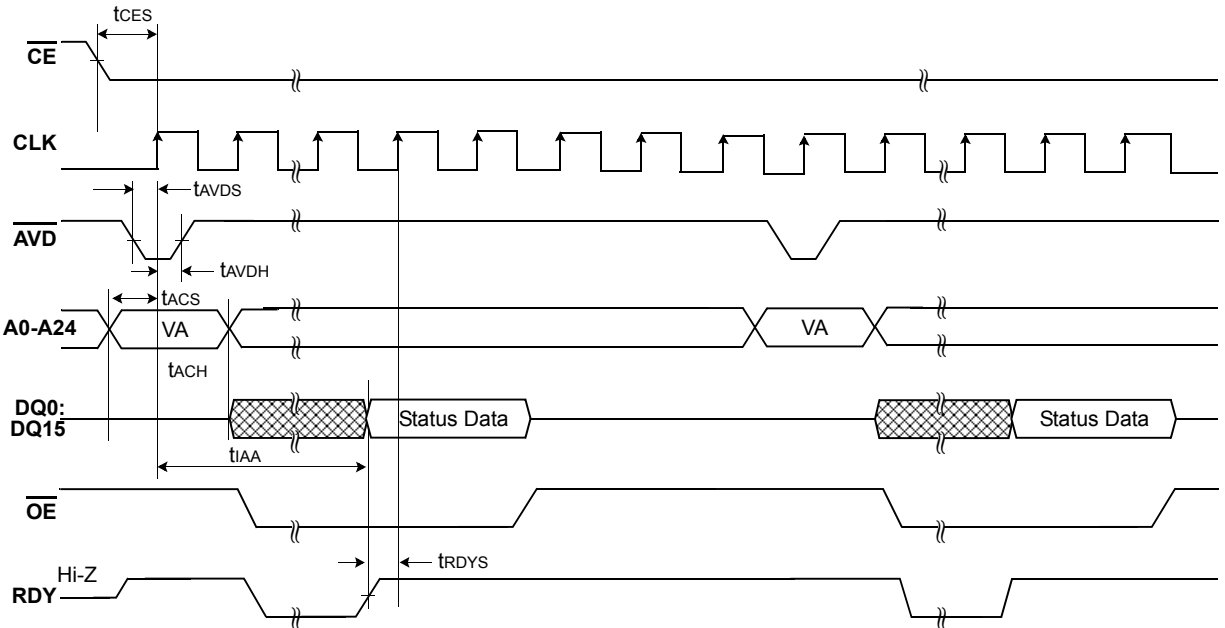 tCES
CE
CLK
tAVDS
AVD
tAVDH
tACS
A0-A24
VA
VA
tACH
DQ0:
DQ15
Status Data
Status Data
tIAA
OE
tRDYS
Hi-Z
RDY